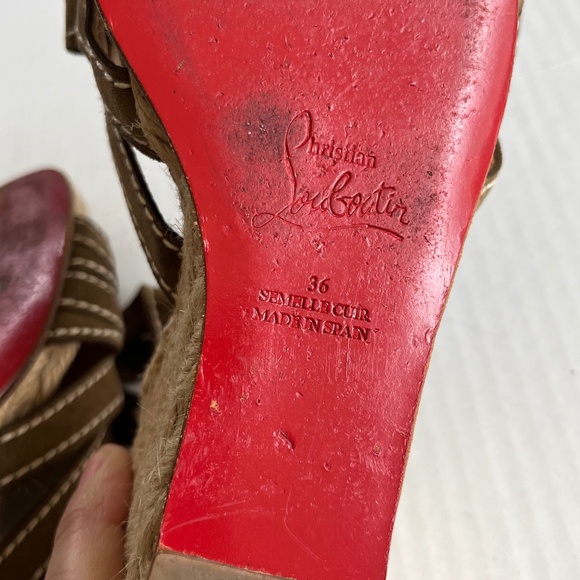 Christian
Louboutin
36
SEMELLE CUIR
MADE IN SPAIN